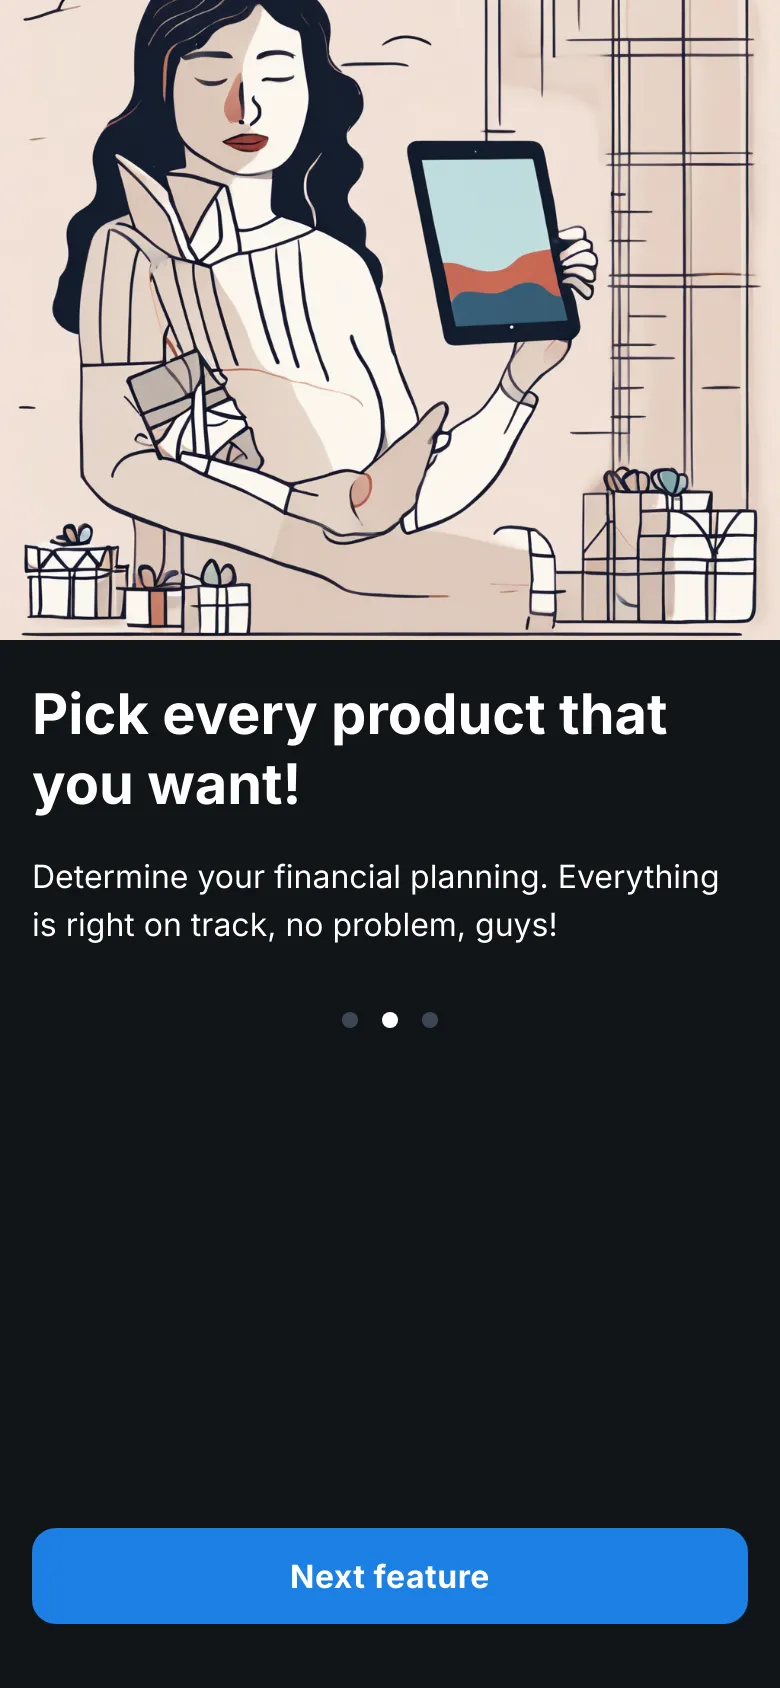 Pick every product that
you want!
Determine your financial planning. Everything
is right on track, no problem, guys!
Next feature